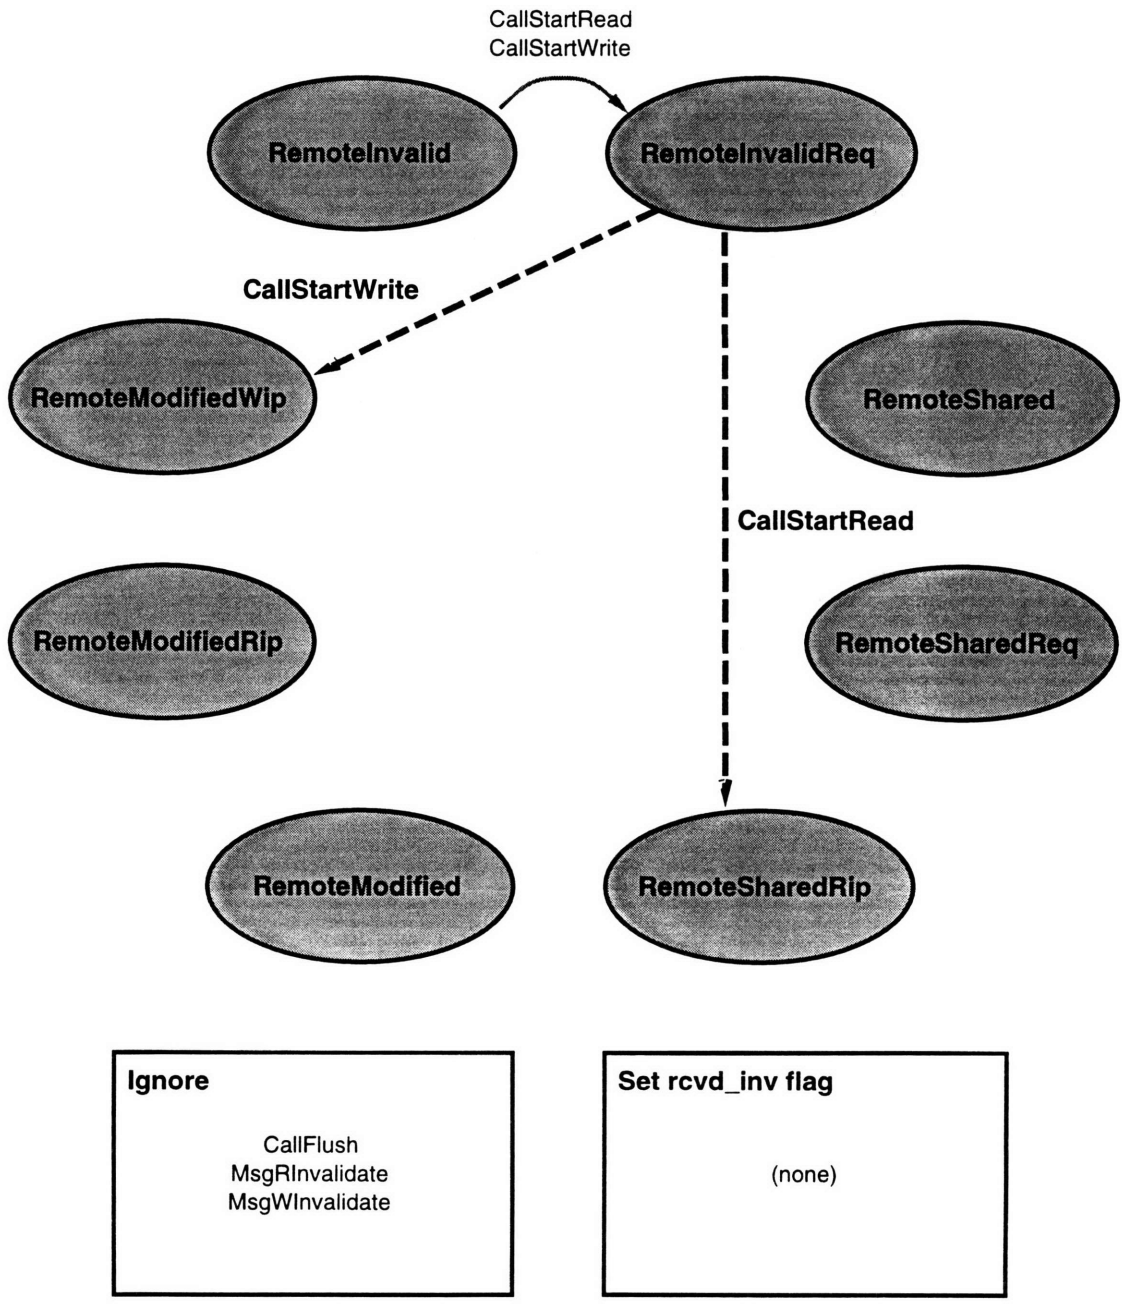 CallStartRead
CallStartWrite
RemoteInvalid
RemoteInvalidReq
CallStartWrite
RemoteModifiedWip
RemoteShared
CallStartRead
RemoteModifiedRip
RemoteSharedReq
RemoteModified
RemoteSharedRip
Ignore
CallFlush
MsgRInvalidate
MsgWInvalidate
Set rcvd_inv flag
(none)